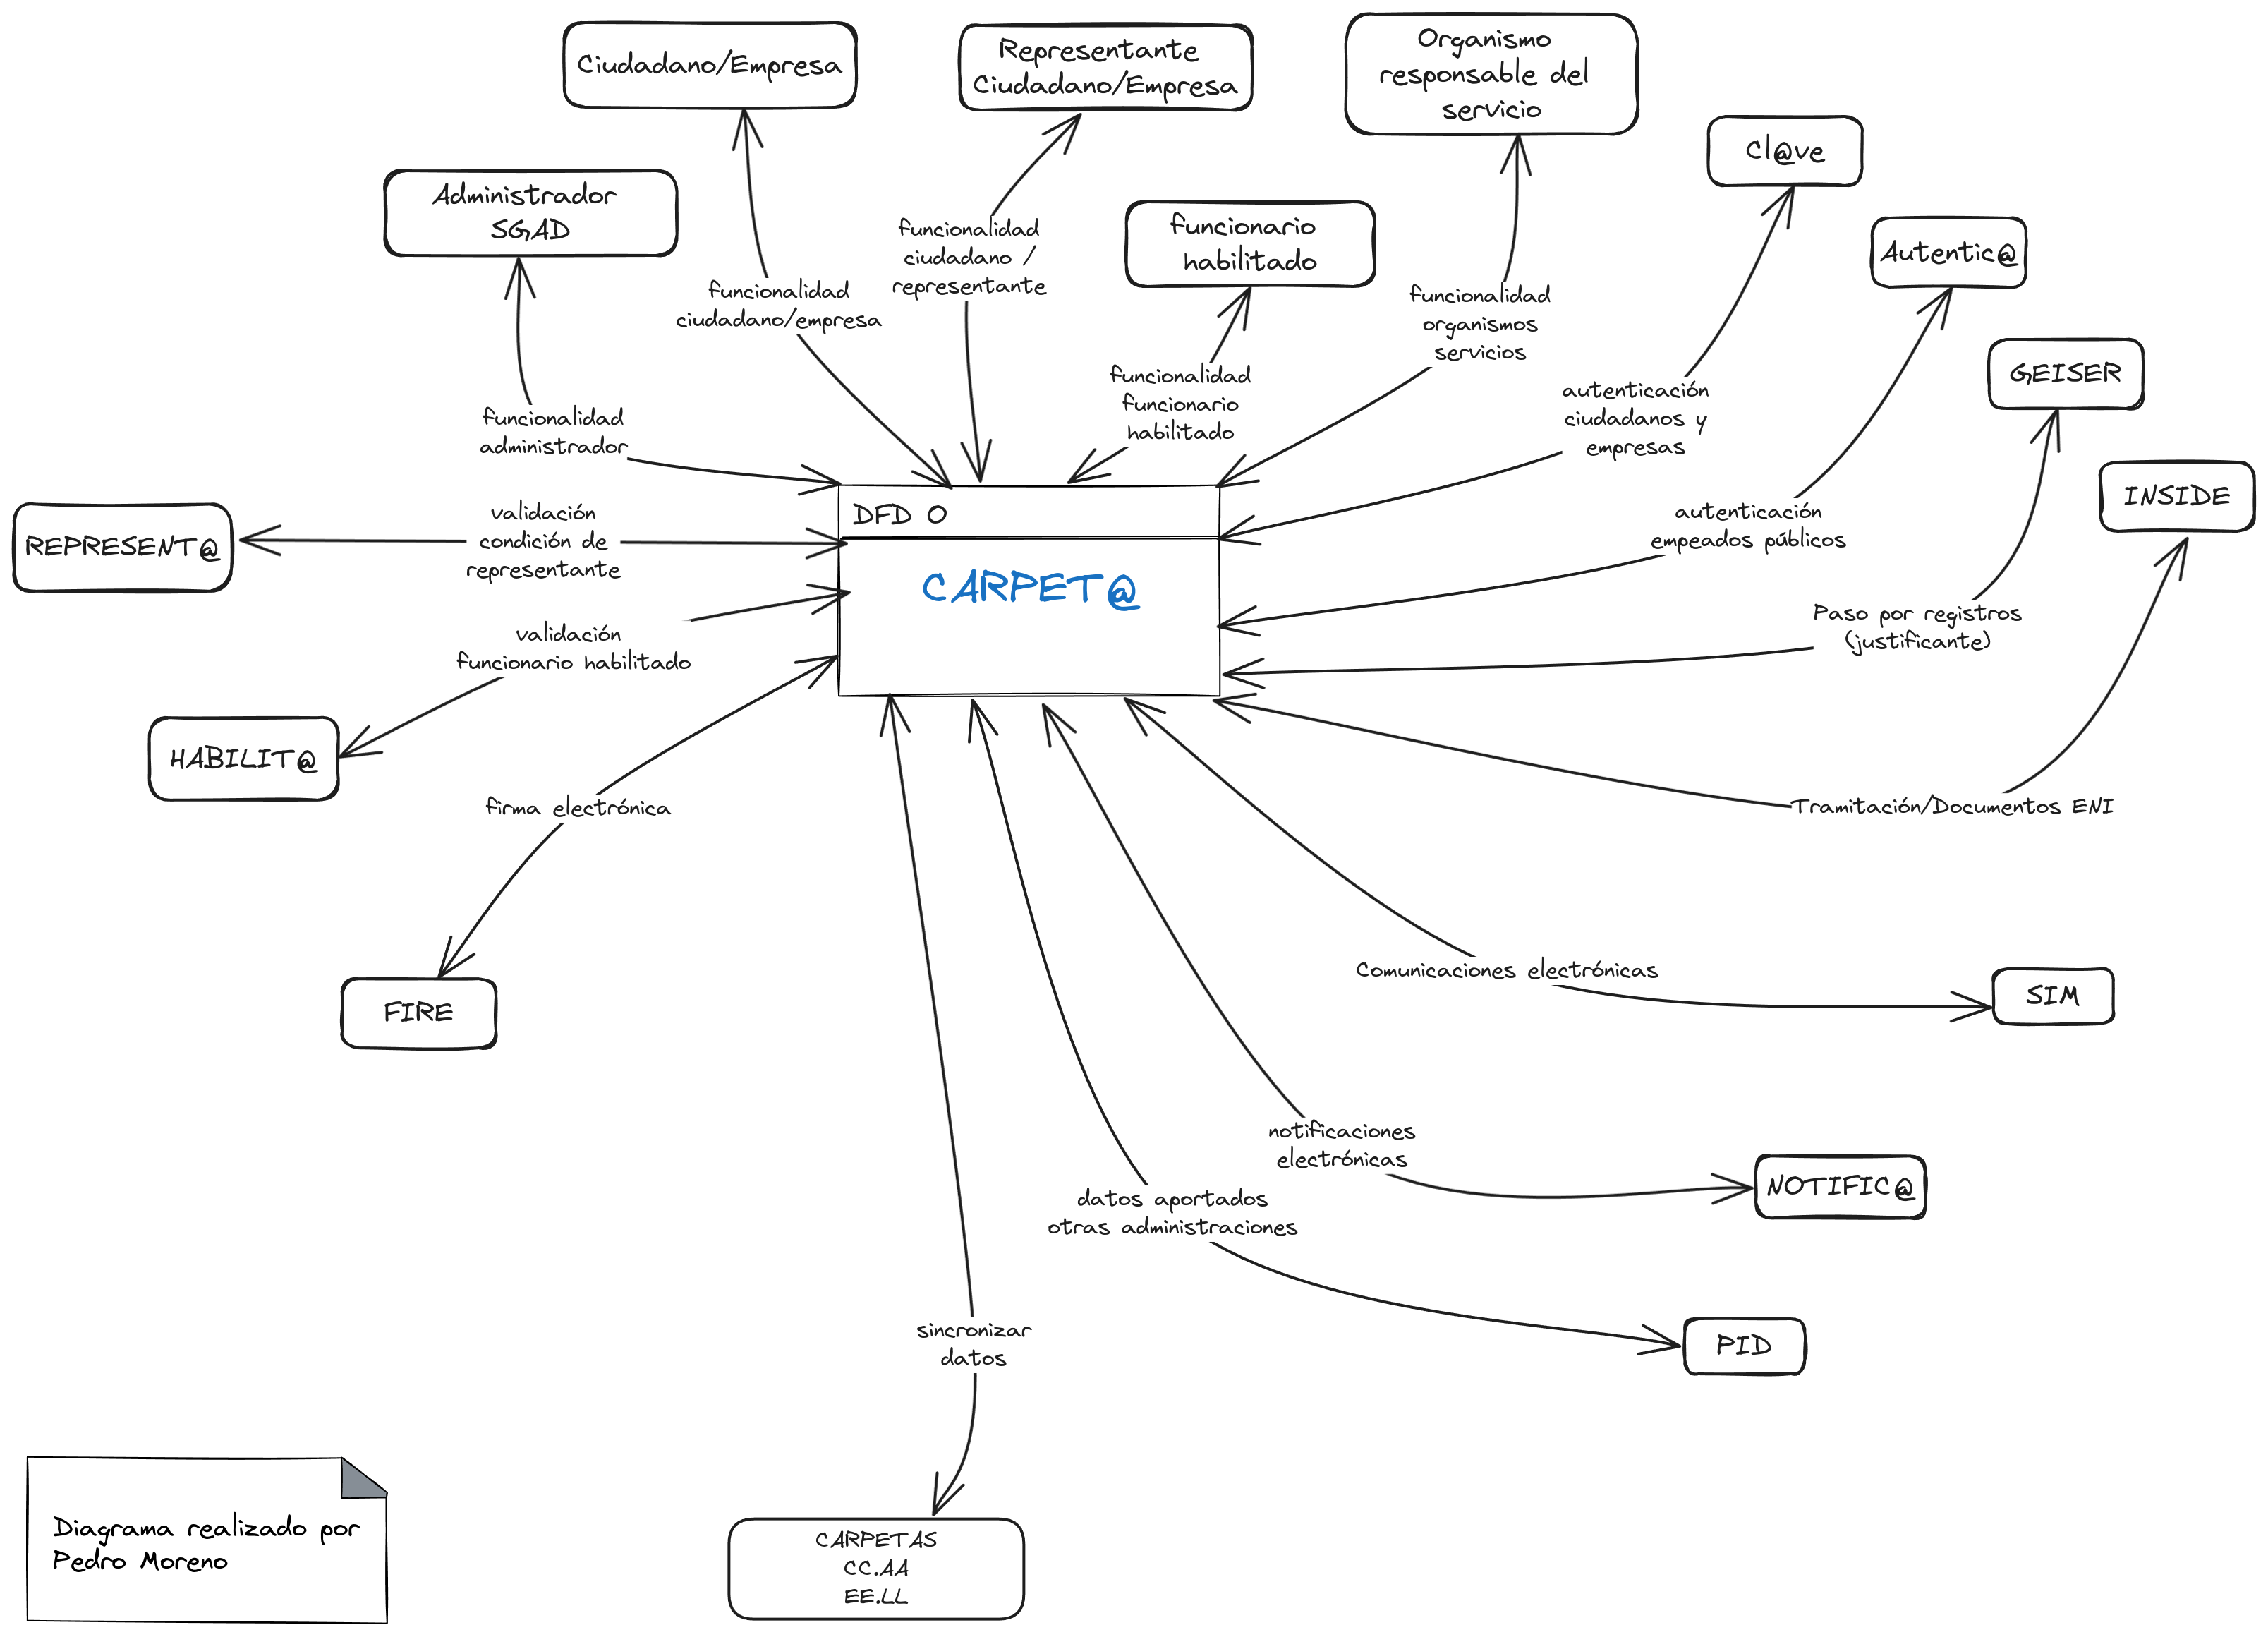 Ciudadano/Empresa
Representante
Ciudadano/Empresa
Organismo
responsable del
servicio
Cl@ve
Administrador
SGAD
funcionario
habilitado
Autentic@
GEISER
INSIDE
funcionalidad
ciudadano /
representante
funcionalidad
ciudadano/empresa
funcionalidad
organismos
servicios
funcionalidad
funcionario
habilitado
autenticación
ciudadanos y
empresas
funcionalidad
administrador
REPRESENT@
validación
condición de
representante
DFD 0
CARPET@
autenticación
empeados públicos
Paso por registros
(justificante)
validación
funcionario habilitado
HABILIT@
firma electrónica
Tramitación/Documentos ENI
FIRE
Comunicaciones electrónicas
SIM
notificaciones
electrónicas
NOTIFIC@
datos aportados
otras administraciones
PID
sincronizar
datos
CARPETAS
CC.AA
EE.LL
Diagrama realizado por
Pedro Moreno